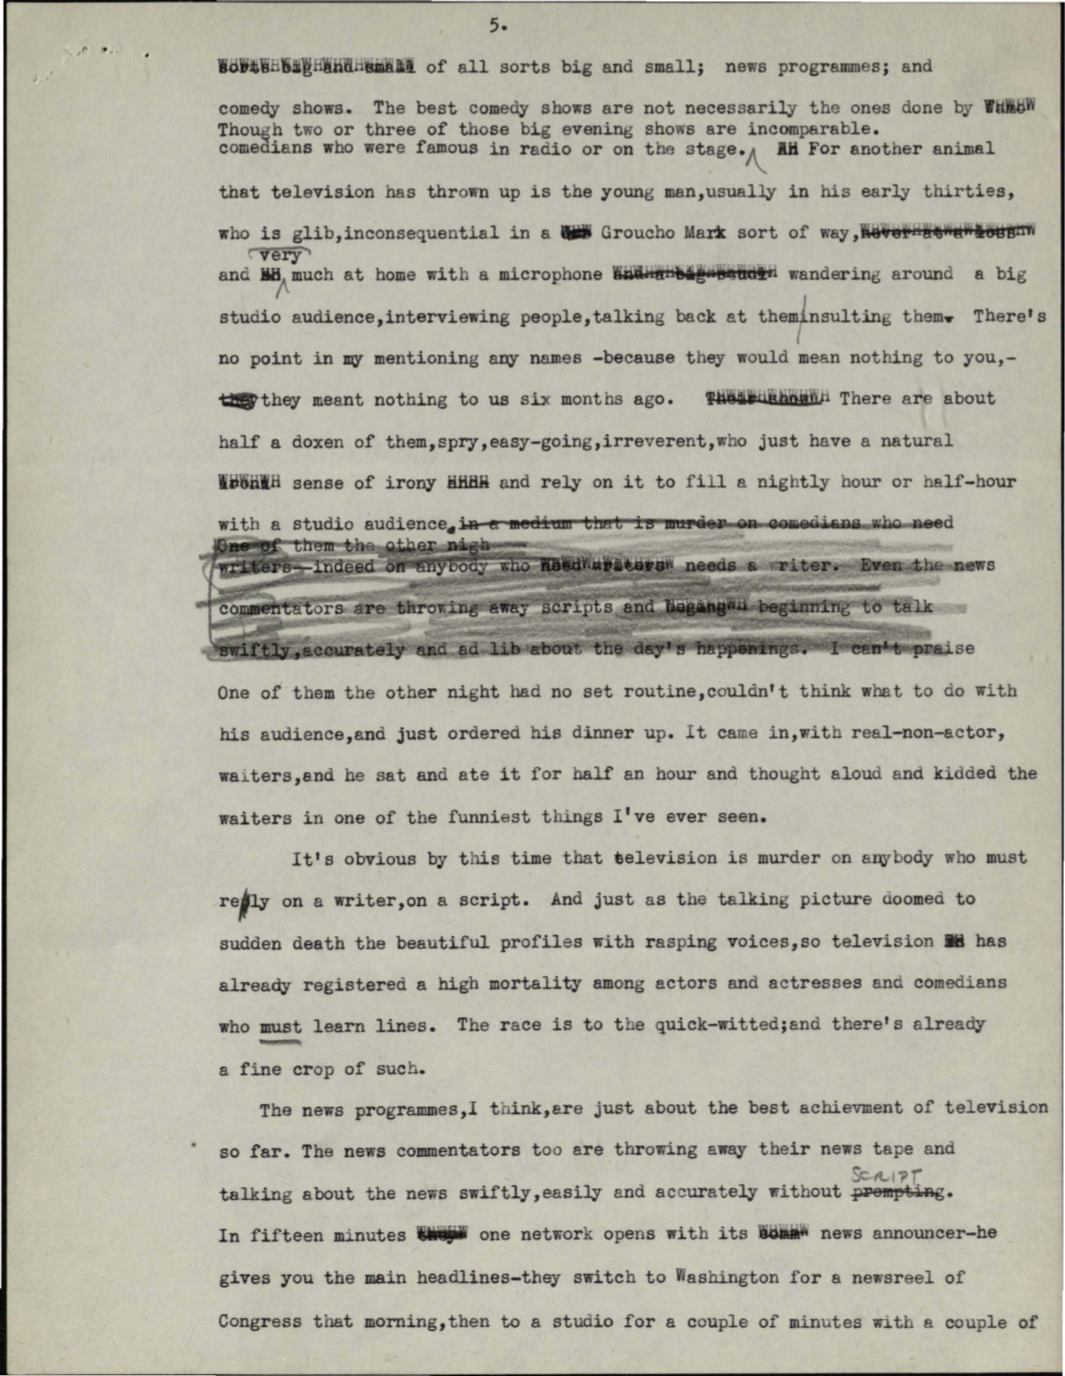 5.
sorts big and small of all sorts big and small;  news programmes; and
comedy shows.  The best comedy shows are not necessarily the ones done by
Though two or three of those big evening shows are incomparable.
comedians who were famous in radio or on the stage. For another animal
that television has thrown up is the young man,usually in his early thirties,
who is glib,inconsequential in a Groucho Mark sort of way,
very
and much at home with a microphone and a big wandering around  a big
studio audience,interviewing people,talking back at them insulting them.  There's
no point in my mentioning any names -because they would mean nothing to you,-
they they meant nothing to us six months ago.  Their shows There are about
half a doxen of them,spry,easy-going,irreverent,who just have a natural
sense of irony and rely on it to fill a nightly hour or half-hour
with a studio audience. in a medium that is murder on comedians who need
One of them the other nigh
writers--indeed on anybody who need writers needs a riter.  Even the news
commentators are throwing away scripts and beginning to talk
swiftly,accurately and ad lib about the day's happenings.  I can't praise
One of them the other night had no set routine,couldn't think what to do with
his audience,and just ordered his dinner up. It came in,with real-non-actor,
waiters,and he sat and ate it for half an hour and thought aloud and kidded the
waiters in one of the funniest things I've ever seen.
It's obvious by this time that television is murder on anybody who must
reply on a writer,on a script.  And just as the talking picture doomed to
sudden death the beautiful profiles with rasping voices,so television has
already registered a high mortality among actors and actresses and comedians
who must learn lines.  The race is to the quick-witted;and there's already
a fine crop of such.
The news programmes,I think,are just about the best achievment of television
so far. The news commentators too are throwing away their news tape and
SCRIPT
talking about the news swiftly,easily and accurately without prompting.
In fifteen minutes one network opens with its news announcer-he
gives you the main headlines-they switch to Washington for a newsreel of
Congress that morning,then to a studio for a couple of minutes with a couple of